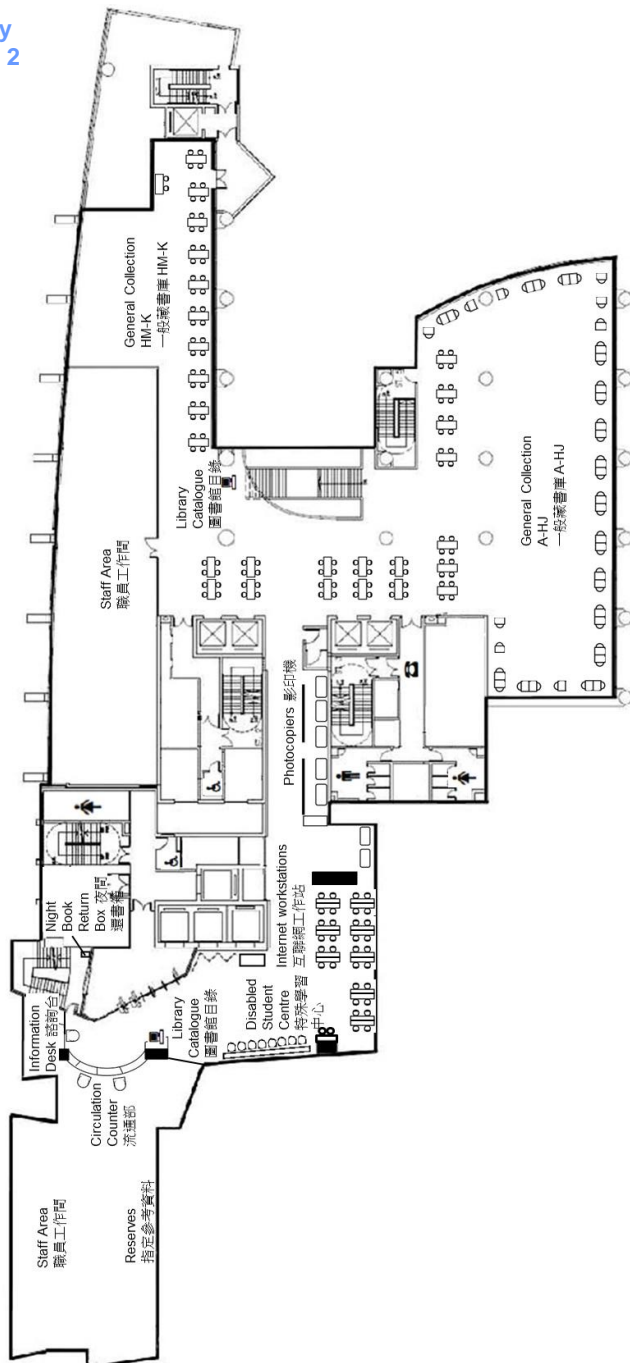 y
2
General Collection
HM-K
一般藏書庫 HM-K
Library
Catalogue
圖書館目錄
General Collection
A-HJ
一般藏書庫 A-HJ
Staff Area
職員工作間
Photocopiers 影印機
Night
Book
Return
Box 夜間
還書箱
Internet workstations
互聯網工作站
Information
Desk 諮詢台
Library
Catalogue
圖書館目錄
Disabled
Student
Centre
特殊學習
中心
Circulation
Counter
流通部
Staff Area
職員工作間
Reserves
指定參考資料